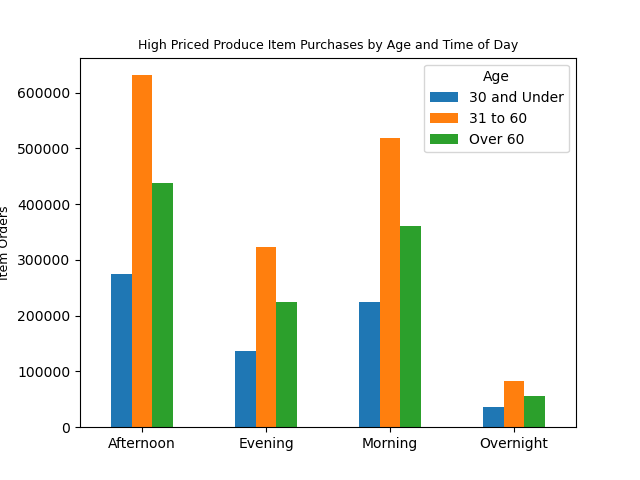 High Priced Produce Item Purchases by Age and Time of Day
Item Orders
600000
500000
400000
300000
200000
100000
0
Age
30 and Under
31 to 60
Over 60
Afternoon
Evening
Morning
Overnight